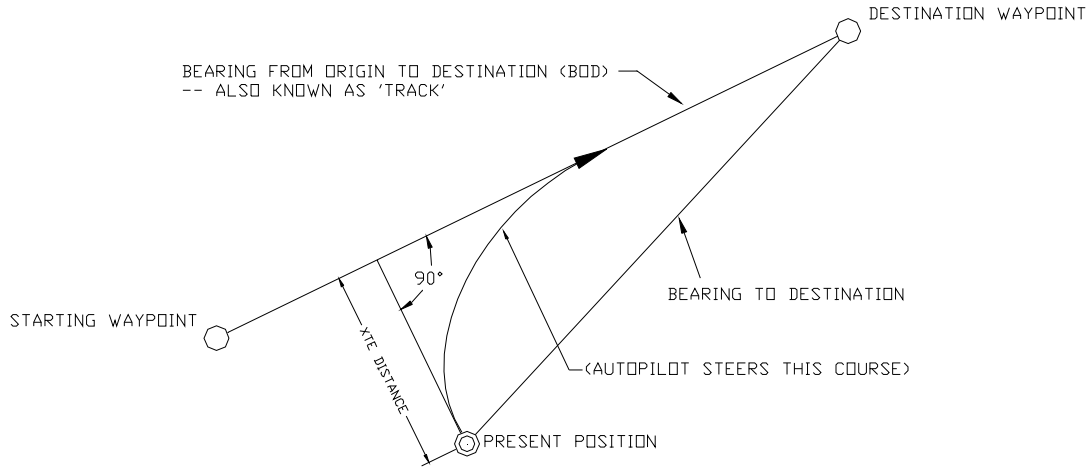 DESTINATION WAYPOINT
BEARING FROM ORIGIN TO DESTINATION (BOD)
-- ALSO KNOWN AS 'TRACK'
90°
BEARING TO DESTINATION
STARTING WAYPOINT
XTE DISTANCE
(AUTOPILOT STEERS THIS COURSE)
PRESENT POSITION